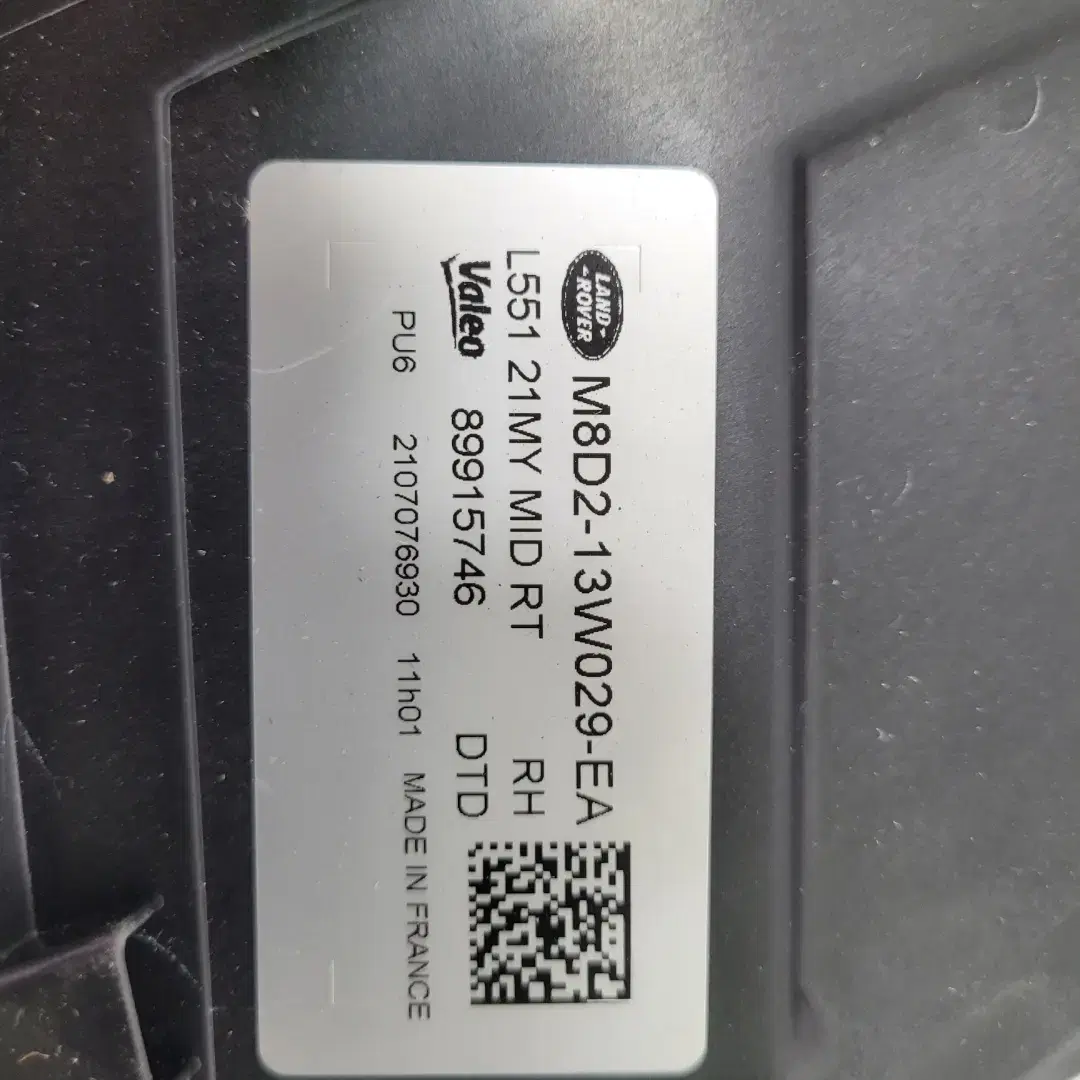 LAND-
-ROVER
M8D2-13W029-EA
L551 21MY MID RT RH
Valeo 89915746 DTD
PU6 2107076930 11h01 MADE IN FRANCE